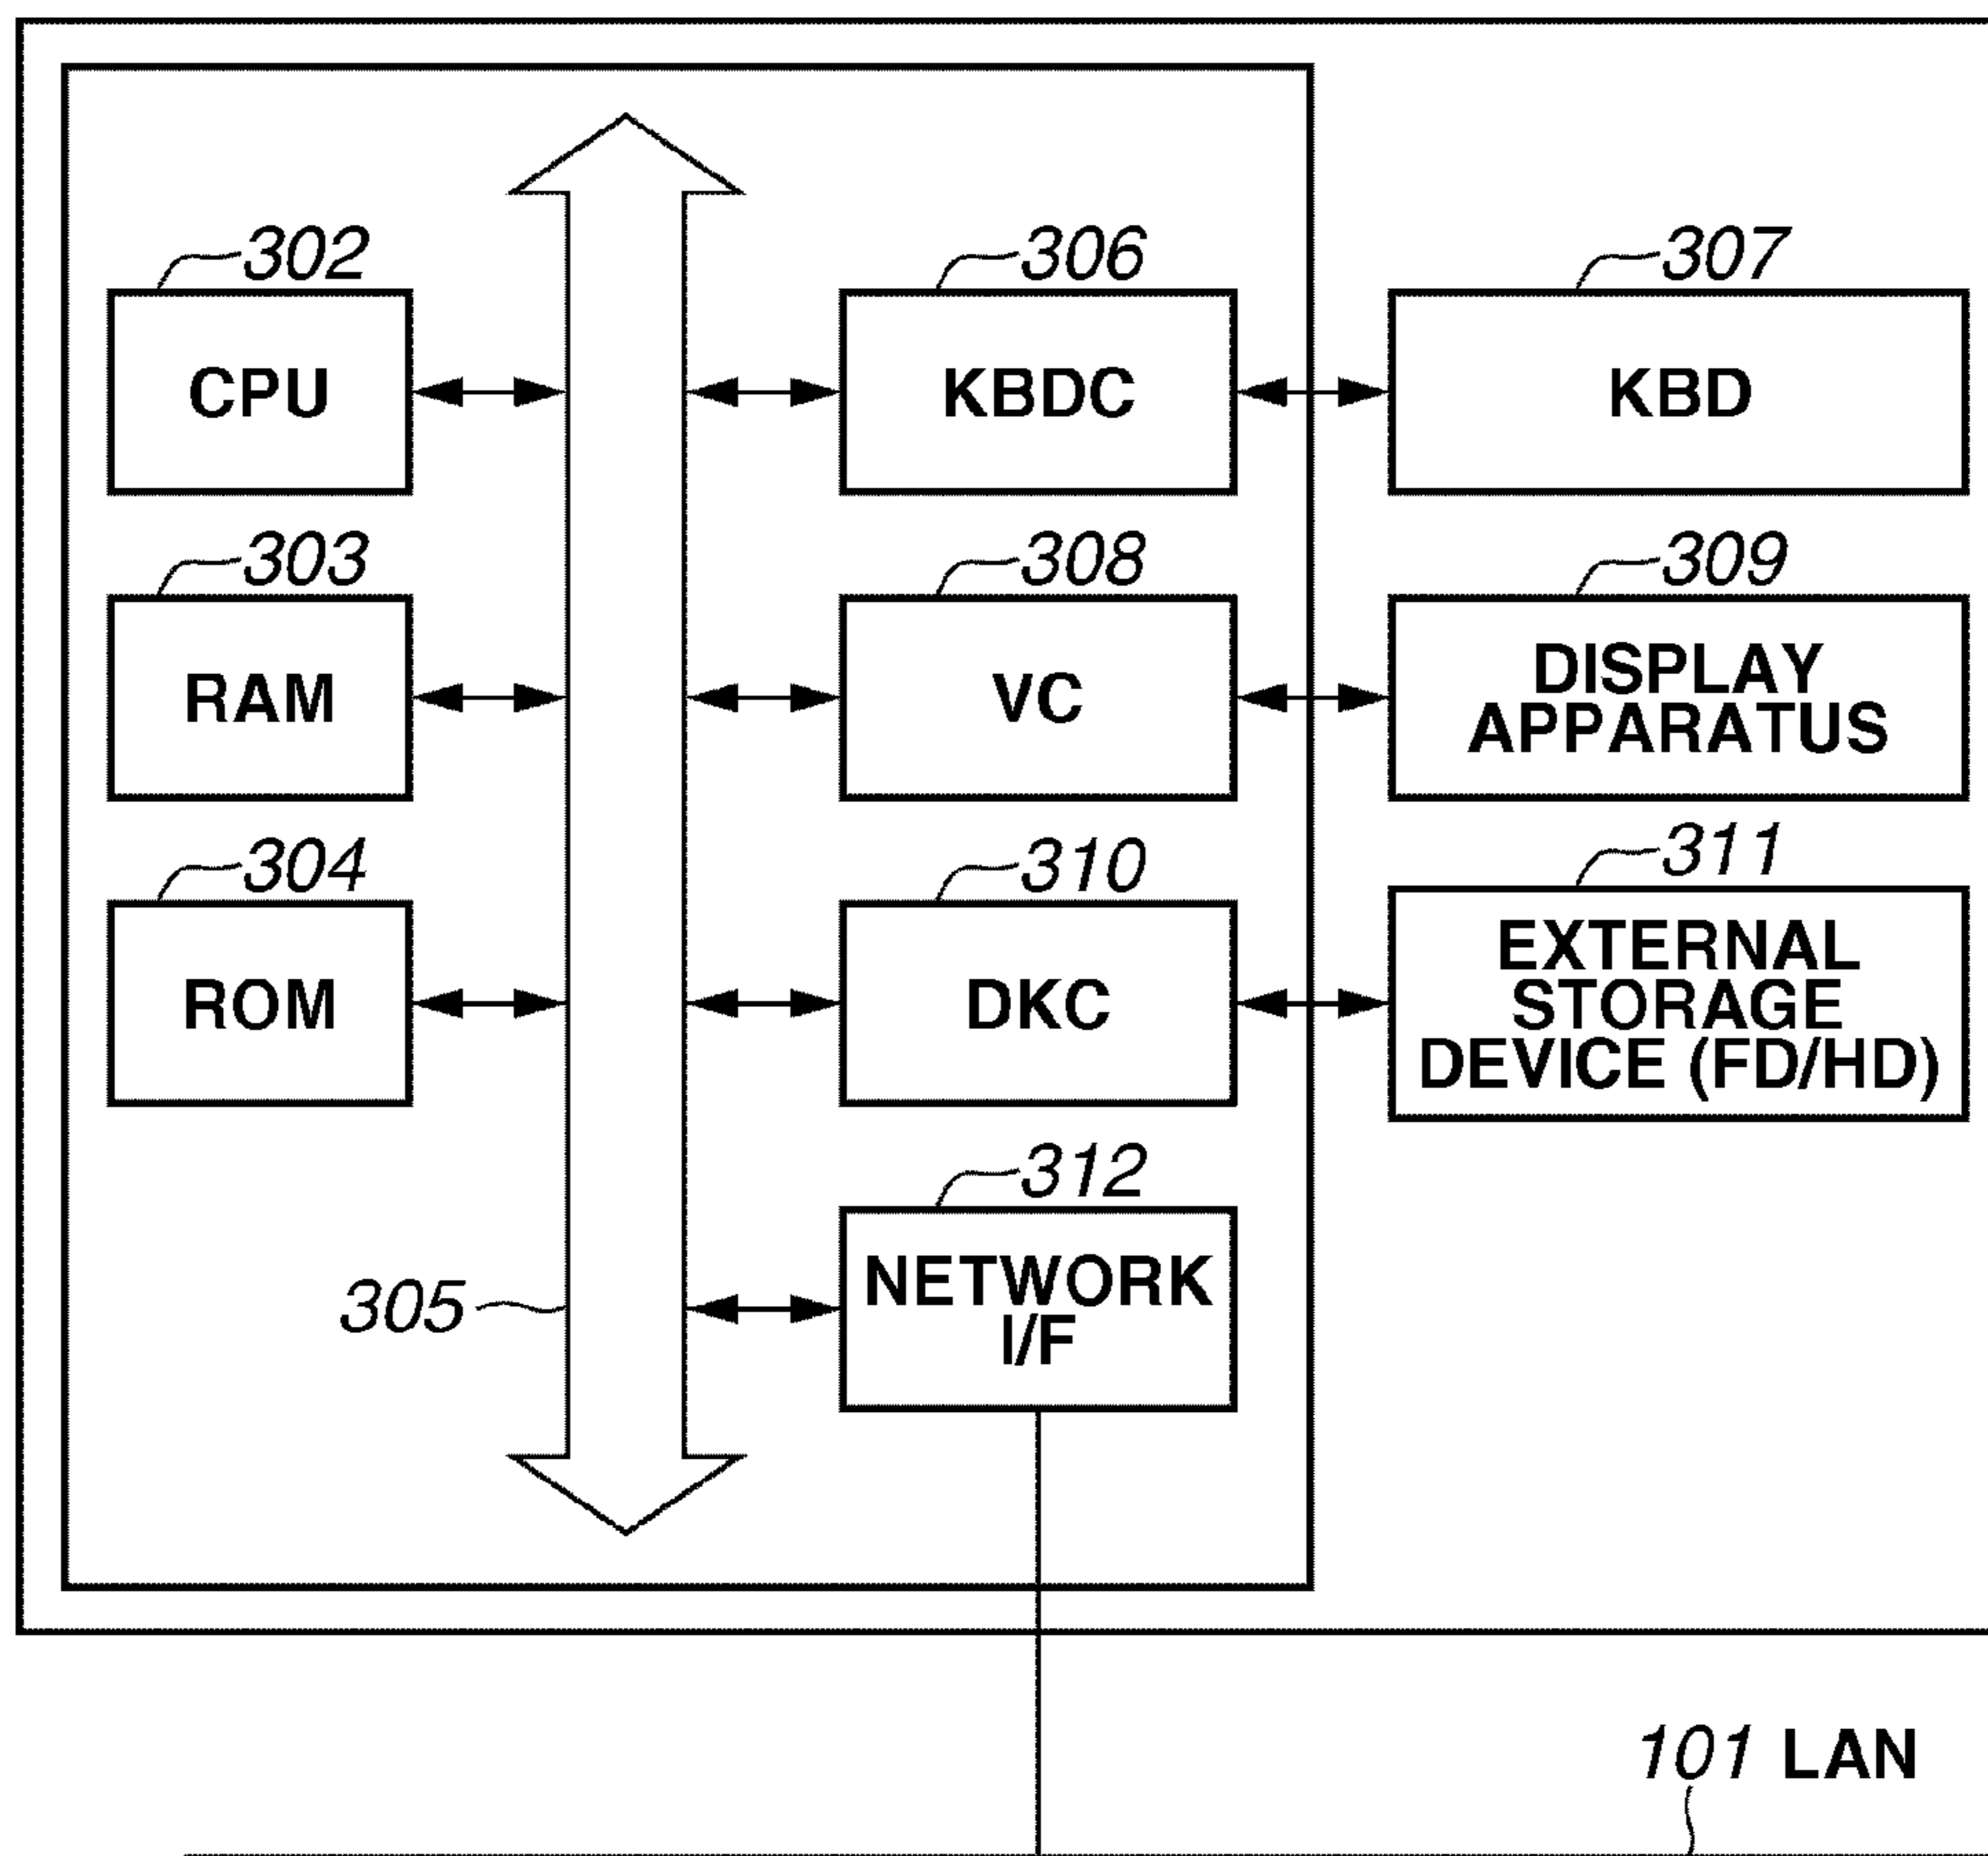 302
306
307
CPU
KBDC
KBD
303
308
309
RAM
VC
DISPLAY
APPARATUS
304
310
311
ROM
DKC
EXTERNAL
STORAGE
DEVICE (FD/HD)
312
305
NETWORK
I/F
101 LAN